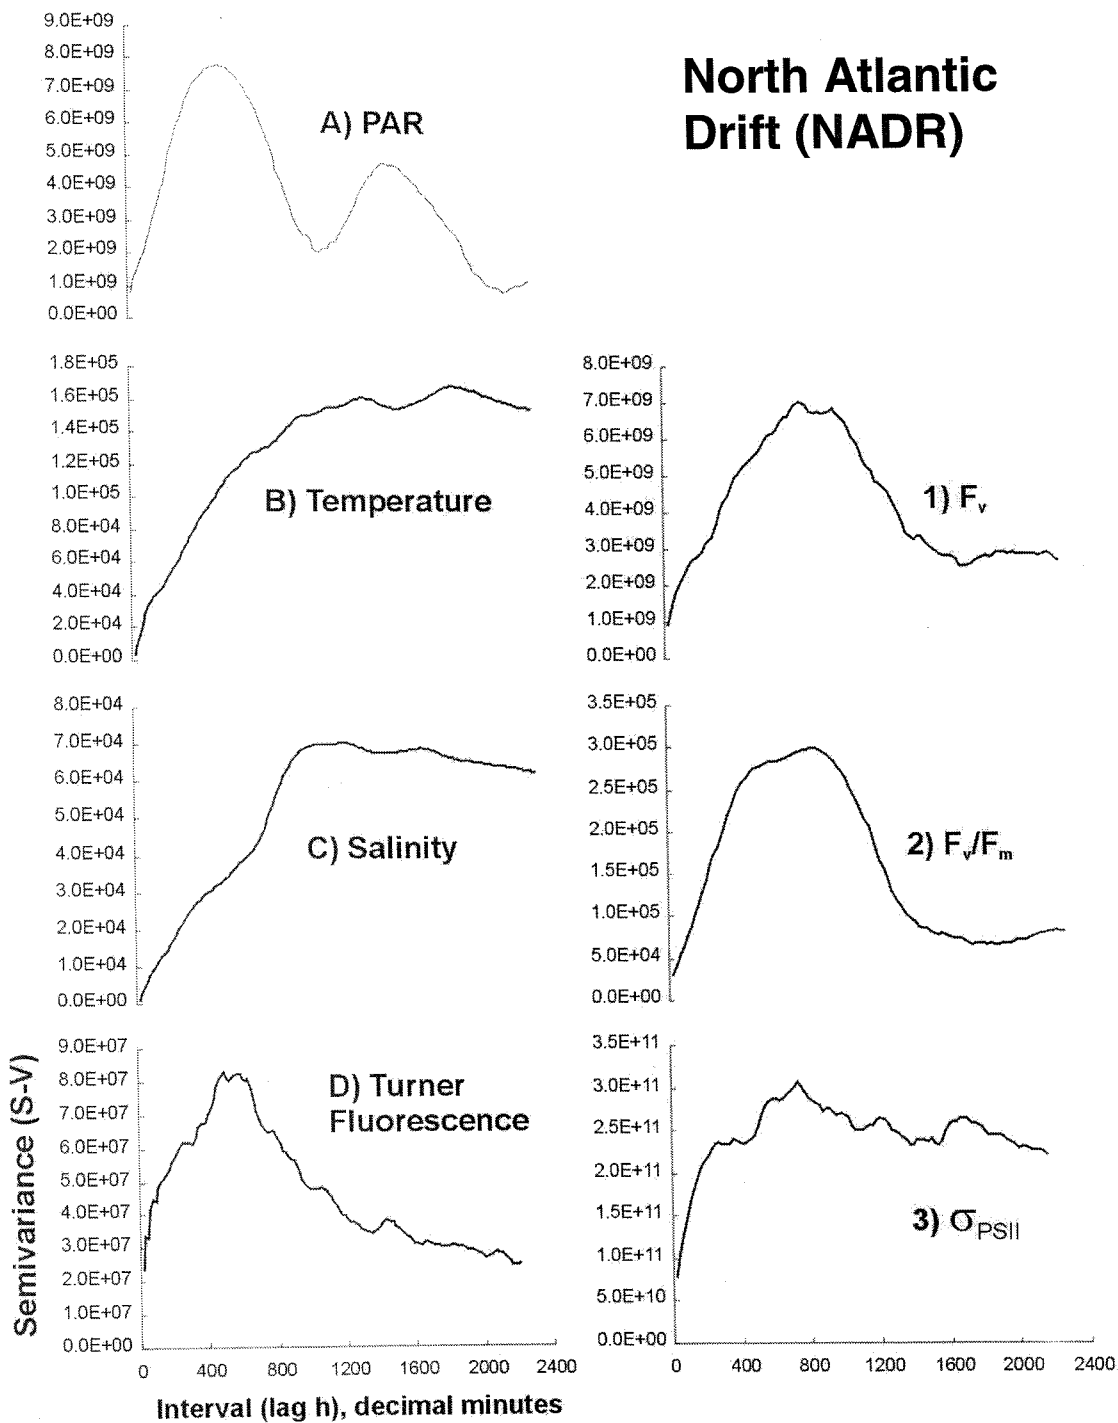 North Atlantic
Drift (NADR)
9.0E+09
8.0E+09
7.0E+09
6.0E+09
5.0E+09
4.0E+09
3.0E+09
2.0E+09
1.0E+09
0.0E+00
A) PAR
1.8E+05
1.6E+05
1.4E+05
1.2E+05
1.0E+05
8.0E+04
6.0E+04
4.0E+04
2.0E+04
0.0E+00
B) Temperature
8.0E+09
7.0E+09
6.0E+09
5.0E+09
4.0E+09
3.0E+09
2.0E+09
1.0E+09
0.0E+00
1) Fv
8.0E+04
7.0E+04
6.0E+04
5.0E+04
4.0E+04
3.0E+04
2.0E+04
1.0E+04
0.0E+00
C) Salinity
3.5E+05
3.0E+05
2.5E+05
2.0E+05
1.5E+05
1.0E+05
5.0E+04
0.0E+00
2) Fv/Fm
Semivariance (S-V)
9.0E+07
8.0E+07
7.0E+07
6.0E+07
5.0E+07
4.0E+07
3.0E+07
2.0E+07
1.0E+07
0.0E+00
D) Turner
Fluorescence
0 400 800 1200 1600 2000 2400
Interval (lag h), decimal minutes
3.5E+11
3.0E+11
2.5E+11
2.0E+11
1.5E+11
1.0E+11
5.0E+10
0.0E+00
3) σPSII
0 400 800 1200 1600 2000 2400